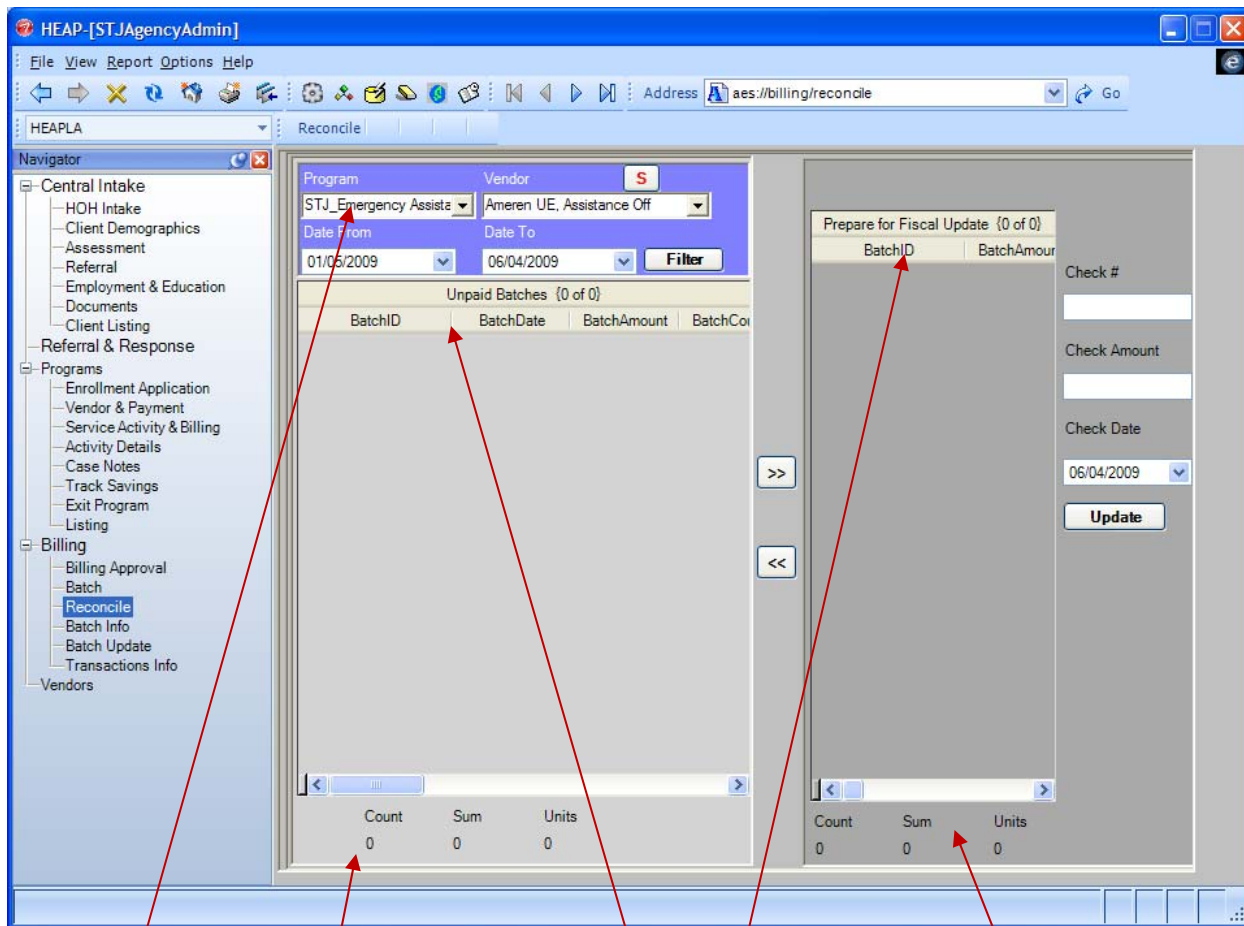 HEAP-[STJAgencyAdmin]
File View Report Options Help
Address aes://billing/reconcile Go
HEAPLA Reconcile
Navigator
Central Intake
HOH Intake
Client Demographics
Assessment
Referral
Employment & Education
Documents
Client Listing
Referral & Response
Programs
Enrollment Application
Vendor & Payment
Service Activity & Billing
Activity Details
Case Notes
Track Savings
Exit Program
Listing
Billing
Billing Approval
Batch
Reconcile
Batch Info
Batch Update
Transactions Info
Vendors
Program Vendor S
STJ_Emergency Assista Ameren UE, Assistance Off
Date From Date To
01/05/2009 06/04/2009 Filter
Unpaid Batches {0 of 0}
BatchID BatchDate BatchAmount BatchCou
Count Sum Units
0 0 0
>>
<<
Prepare for Fiscal Update {0 of 0}
BatchID BatchAmour
Count Sum Units
0 0 0
Check #
Check Amount
Check Date
06/04/2009
Update